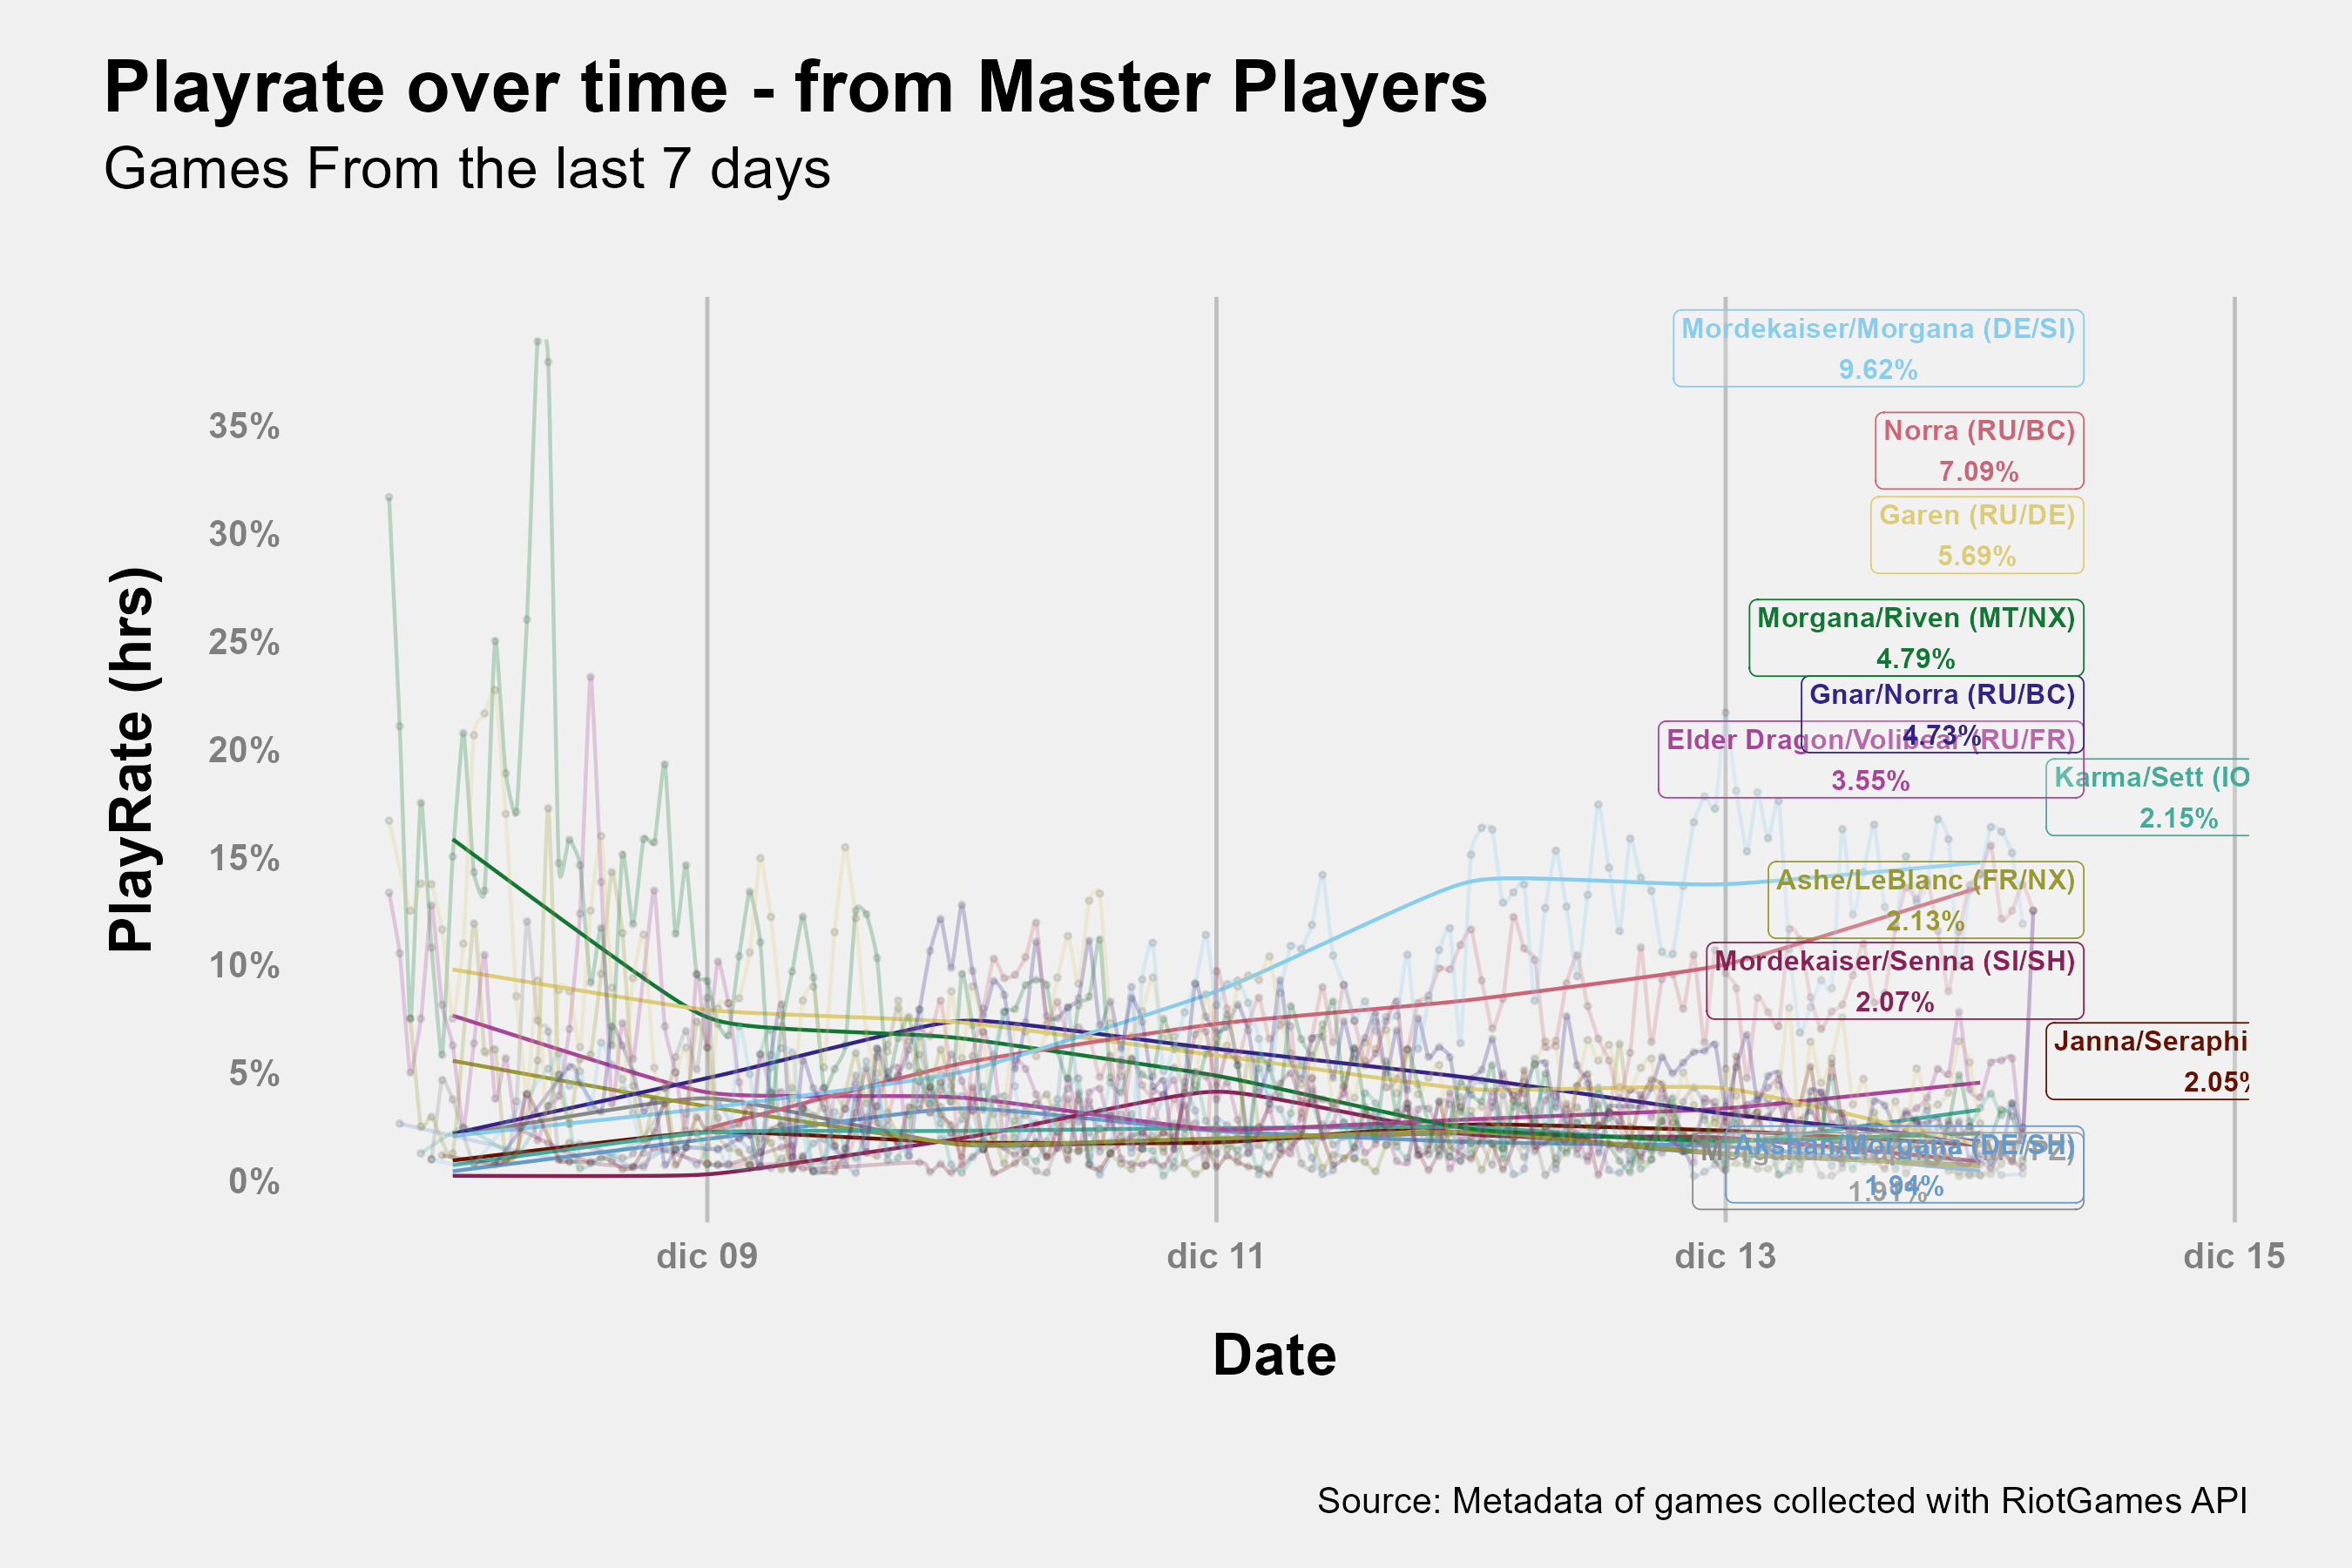 Playrate over time - from Master Players
Games From the last 7 days
PlayRate (hrs)
35%
30%
25%
20%
15%
10%
5%
0%
Mordekaiser/Morgana (DE/SI)
9.62%
Norra (RU/BC)
7.09%
Garen (RU/DE)
5.69%
Morgana/Riven (MT/NX)
4.79%
Gnar/Norra (RU/BC)
4.73%
Elder Dragon/Volibear (RU/FR)
3.55%
Karma/Sett (IO
2.15%
Ashe/LeBlanc (FR/NX)
2.13%
Mordekaiser/Senna (SI/SH)
2.07%
Janna/Seraphi
2.05%
Akshan/Morgana (DE/SH)
1.94%
1.91%
dic 09
dic 11
dic 13
dic 15
Date
Source: Metadata of games collected with RiotGames API